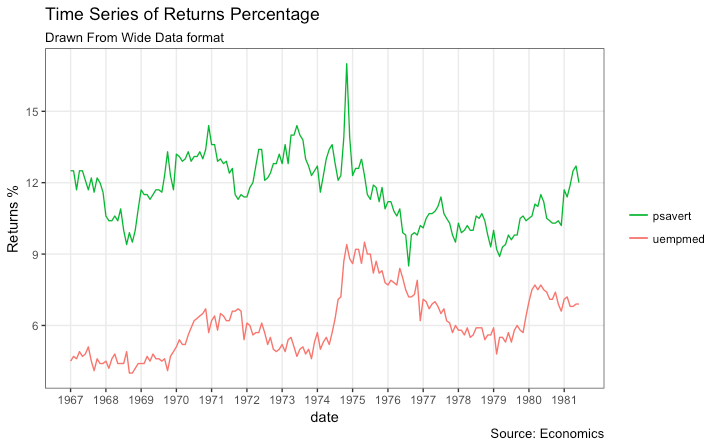 Time Series of Returns Percentage
Drawn From Wide Data format
Returns %
15
12
9
6
1967 1968 1969 1970 1971 1972 1973 1974 1975 1976 1977 1978 1979 1980 1981
date
psavert
uempmed
Source: Economics